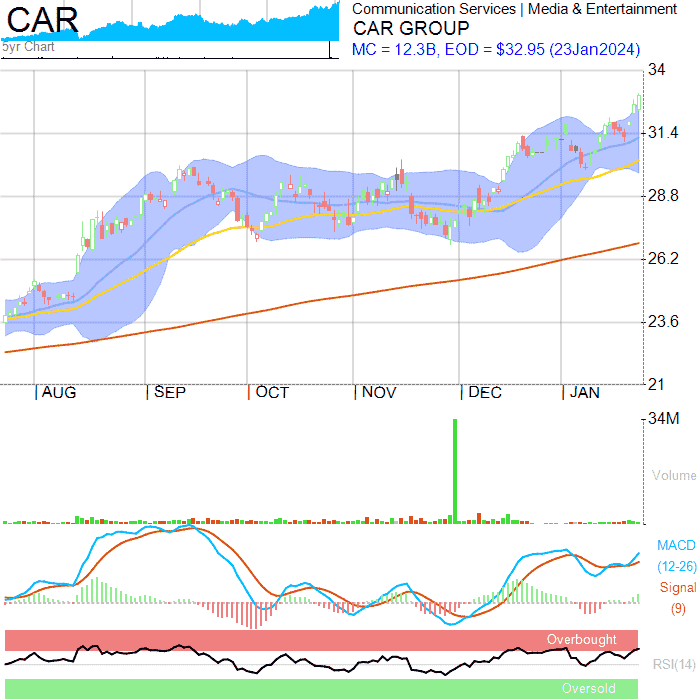 CAR
5yr Chart
Communication Services | Media & Entertainment
CAR GROUP
MC = 12.3B, EOD = $32.95 (23Jan2024)
34
31.4
28.8
26.2
23.6
21
|AUG |SEP |OCT |NOV |DEC |JAN
34M
Volume
MACD
(12-26)
Signal
(9)
Overbought
RSI(14)
Oversold